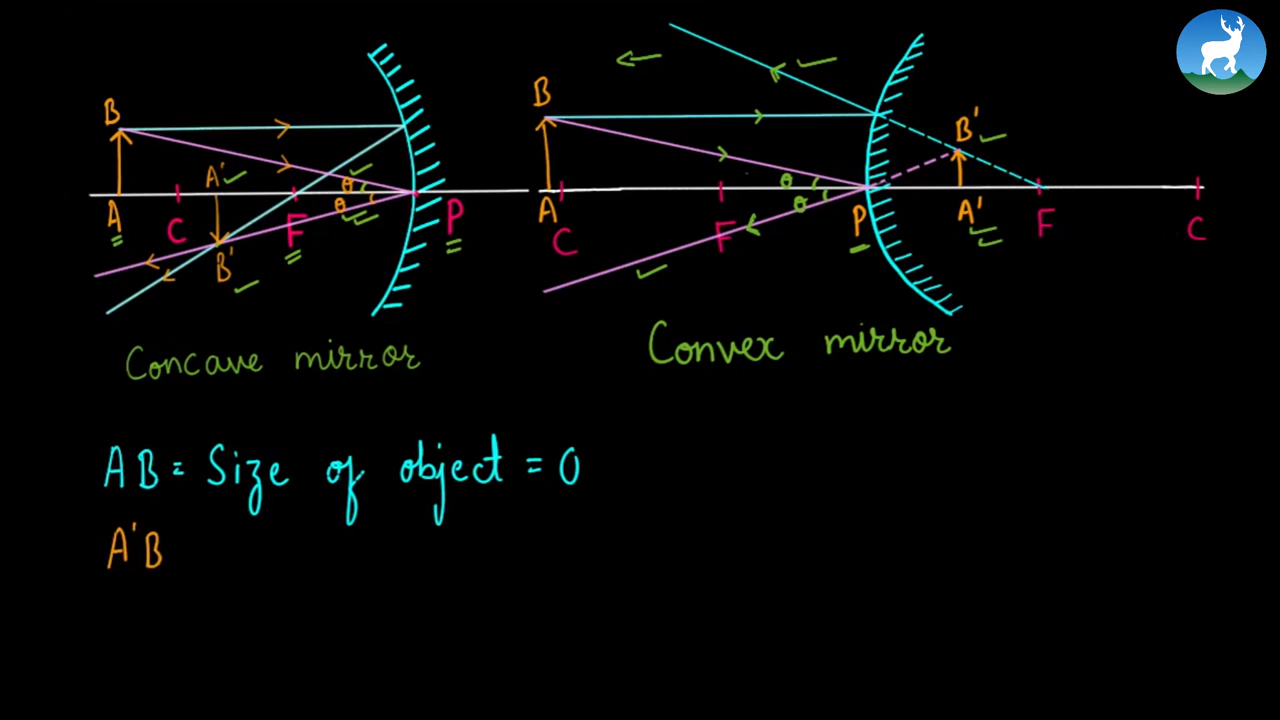 B
A' θ
θ
A C F P
B'
Concave mirror
B
B'
θ
θ
A P A'
C F F C
Convex mirror
AB = Size of object = O
A'B